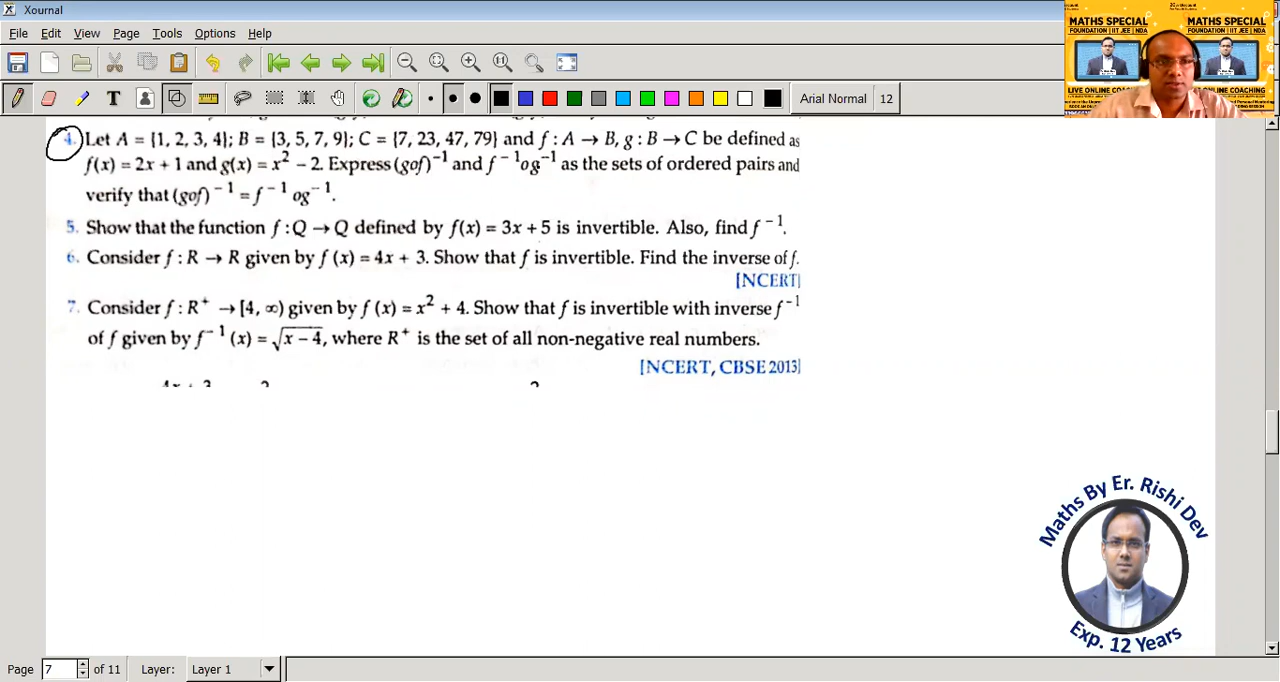 Xournal
File Edit View Page Tools Options Help
MATHS SPECIAL
FOUNDATION | IIT JEE | NDA
MATHS SPECIAL
FOUNDATION | IIT JEE | NDA
LIVE ONLINE COACHING
Arial Normal 12
4. Let A = {1, 2, 3, 4}; B = {3, 5, 7, 9}; C = {7, 23, 47, 79} and f : A → B, g : B → C be defined as
f(x) = 2x + 1 and g(x) = x² − 2. Express (gof)⁻¹ and f⁻¹og⁻¹ as the sets of ordered pairs and
verify that (gof)⁻¹ = f⁻¹ og⁻¹.
5. Show that the function f : Q → Q defined by f(x) = 3x + 5 is invertible. Also, find f⁻¹.
6. Consider f : R → R given by f (x) = 4x + 3. Show that f is invertible. Find the inverse of f.
[NCERT]
7. Consider f : R⁺ → [4, ∞) given by f (x) = x² + 4. Show that f is invertible with inverse f⁻¹
of f given by f⁻¹ (x) = √x − 4, where R⁺ is the set of all non-negative real numbers.
[NCERT, CBSE 2013]
Maths By Er. Rishi Dev
Exp. 12 Years
Page 7 of 11 Layer: Layer 1